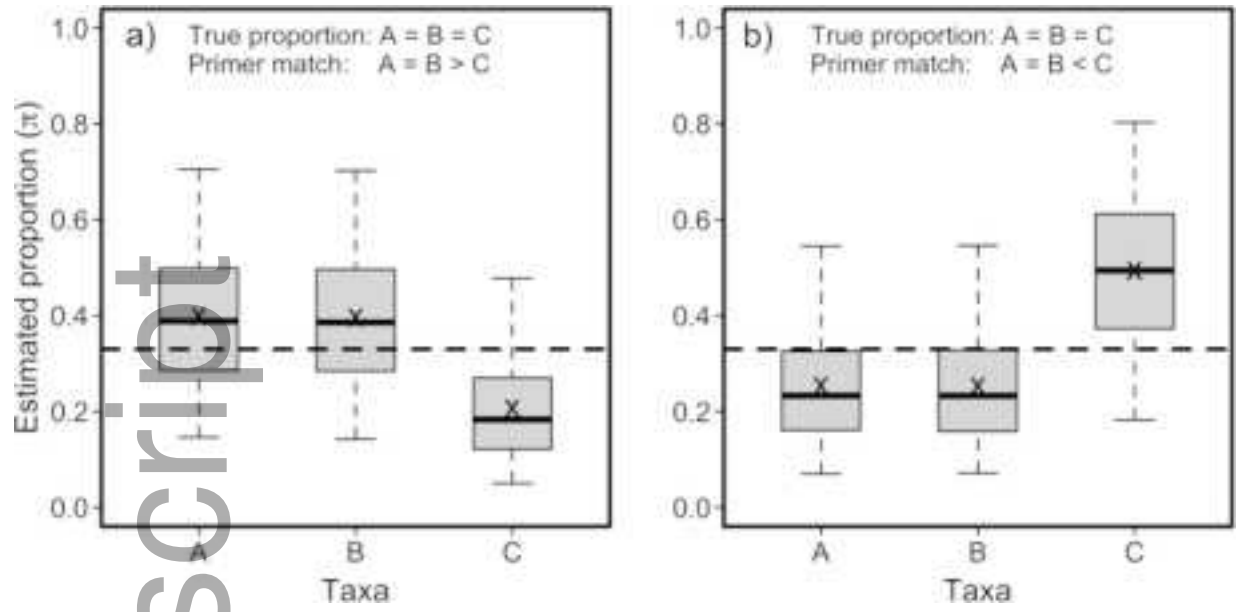 a) True proportion: A = B = C
Primer match: A = B > C
b) True proportion: A = B = C
Primer match: A = B < C
Estimated proportion (π)
1.0
0.8
0.6
0.4
0.2
0.0
A B C
Taxa
1.0
0.8
0.6
0.4
0.2
0.0
A B C
Taxa
script